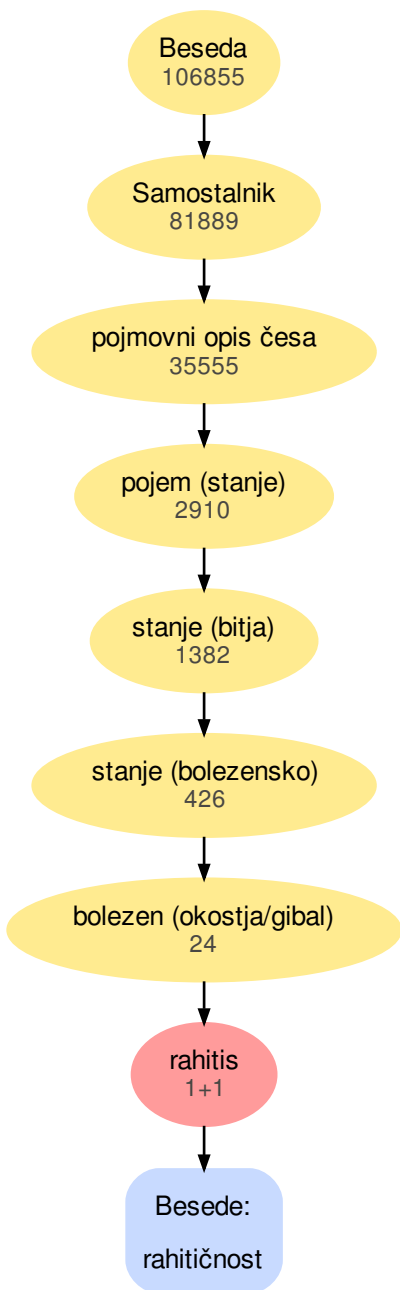 Beseda
106855
Samostalnik
81889
pojmovni opis česa
35555
pojem (stanje)
2910
stanje (bitja)
1382
stanje (bolezensko)
426
bolezen (okostja/gibal)
24
rahitis
1+1
Besede:
rahitičnost